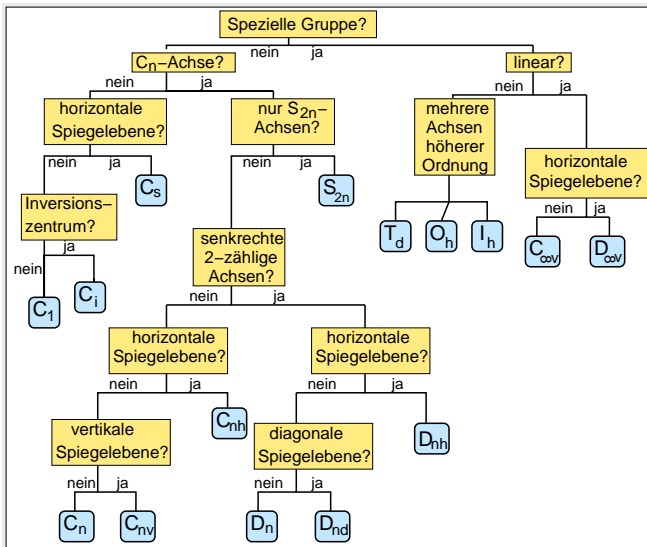 Spezielle Gruppe?
nein ja
Cn-Achse?
linear?
nein ja
nein ja
horizontale
Spiegelebene?
nur S2n-
Achsen?
mehrere
Achsen
höherer
Ordnung
horizontale
Spiegelebene?
nein ja
Cs
nein ja
S2n
nein ja
Inversions-
zentrum?
Td
Oh
Ih
C∞v
D∞v
senkrechte
2-zählige
Achsen?
nein
ja
C1
Ci
nein ja
horizontale
Spiegelebene?
horizontale
Spiegelebene?
nein ja
nein ja
Cnh
Dnh
vertikale
Spiegelebene?
diagonale
Spiegelebene?
nein ja
nein ja
Cn
Cnv
Dn
Dnd